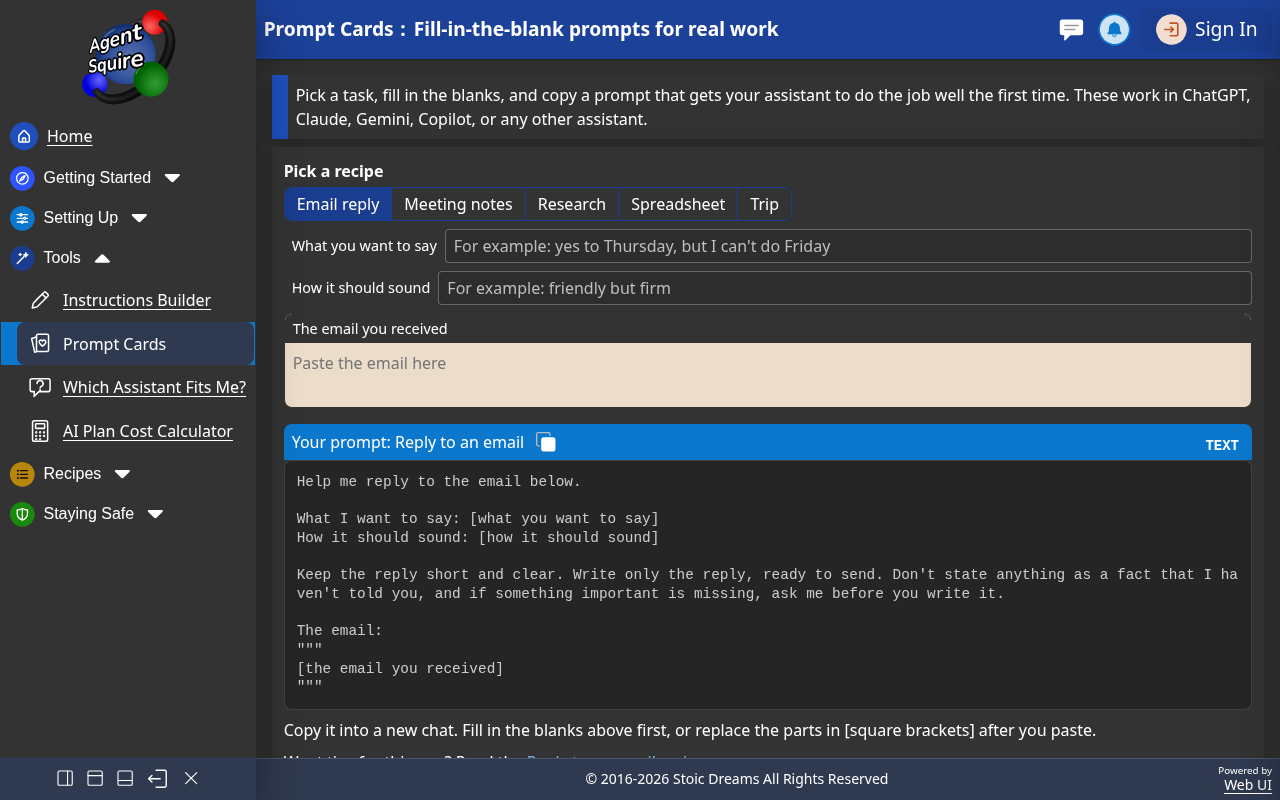 Agent
Squire
Home
Getting Started
Setting Up
Tools
Instructions Builder
Prompt Cards
Which Assistant Fits Me?
AI Plan Cost Calculator
Recipes
Staying Safe
Prompt Cards : Fill-in-the-blank prompts for real work
Sign In
Pick a task, fill in the blanks, and copy a prompt that gets your assistant to do the job well the first time. These work in ChatGPT,
Claude, Gemini, Copilot, or any other assistant.
Pick a recipe
Email reply Meeting notes Research Spreadsheet Trip
What you want to say For example: yes to Thursday, but I can't do Friday
How it should sound For example: friendly but firm
The email you received
Paste the email here
Your prompt: Reply to an email TEXT
Help me reply to the email below.
What I want to say: [what you want to say]
How it should sound: [how it should sound]
Keep the reply short and clear. Write only the reply, ready to send. Don't state anything as a fact that I ha
ven't told you, and if something important is missing, ask me before you write it.
The email:
"""
[the email you received]
"""
Copy it into a new chat. Fill in the blanks above first, or replace the parts in [square brackets] after you paste.
© 2016-2026 Stoic Dreams All Rights Reserved
Powered by
Web UI